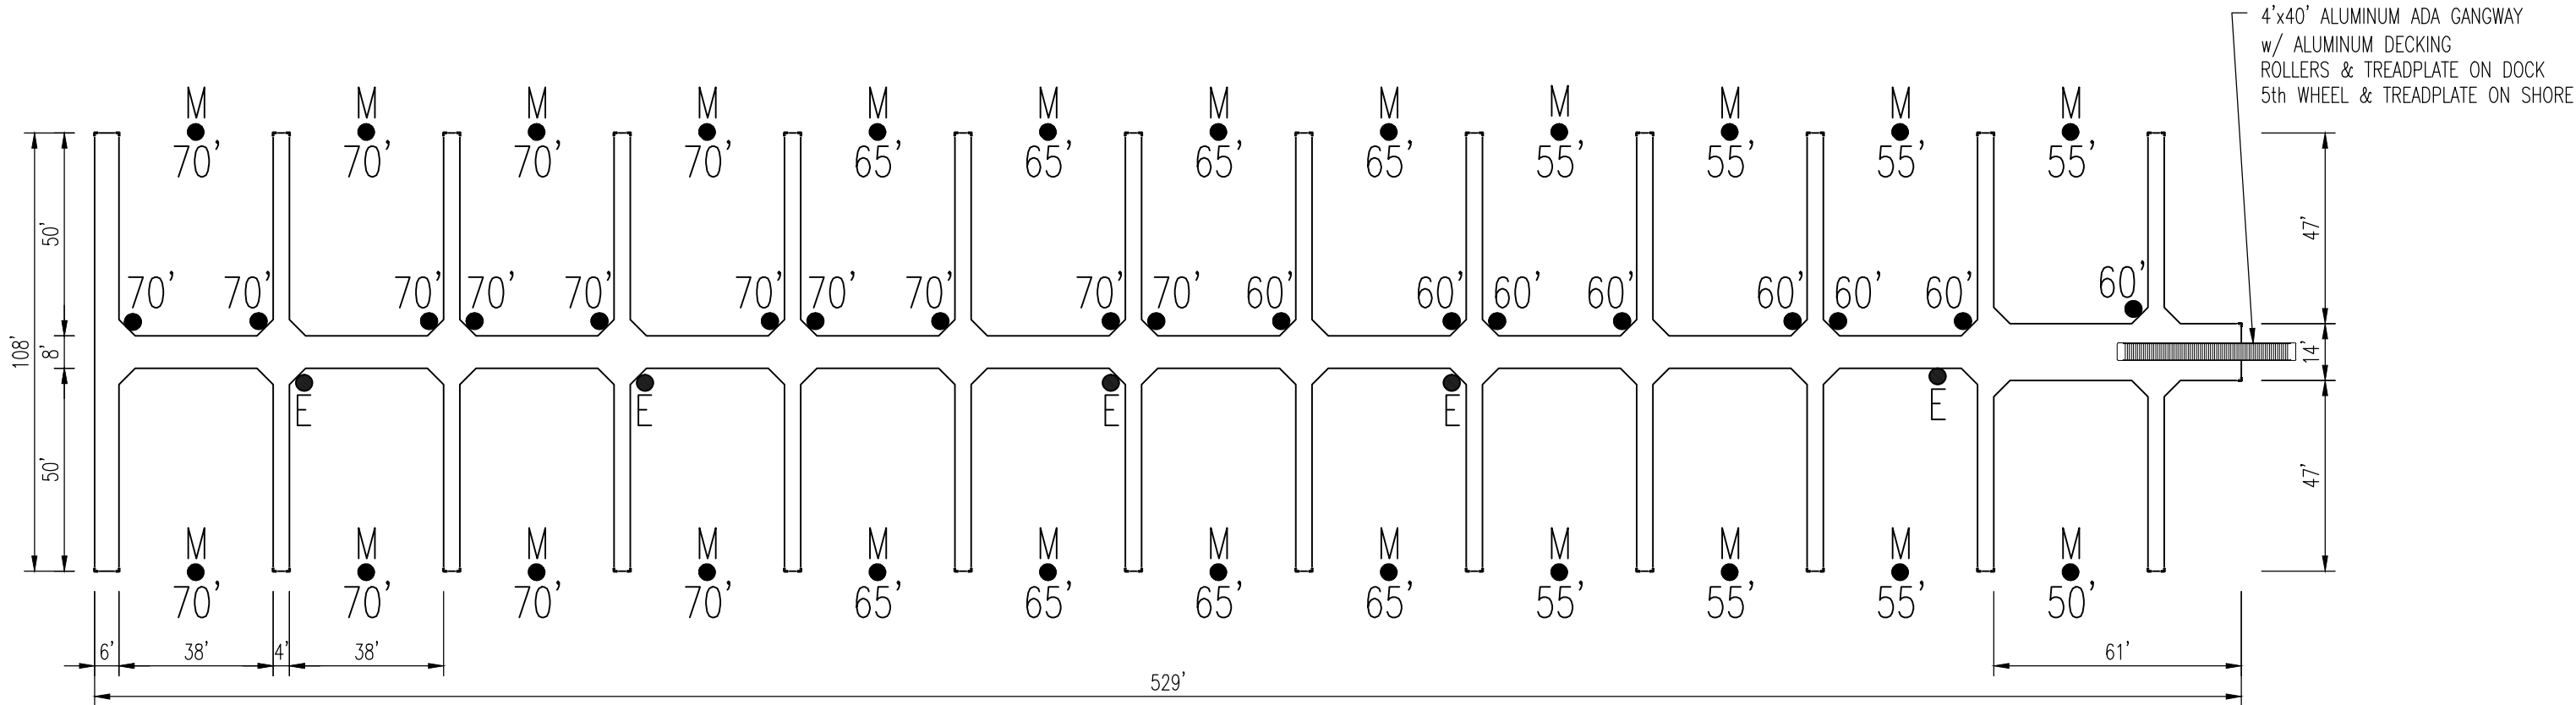 4'x40' ALUMINUM ADA GANGWAY
w/ ALUMINUM DECKING
ROLLERS & TREADPLATE ON DOCK
5th WHEEL & TREADPLATE ON SHORE
M M M M M M M M M M M M
70' 70' 70' 70' 65' 65' 65' 65' 55' 55' 55' 55'
50' 47'
70' 70' 70' 70' 70' 70' 70' 70' 70' 70' 60' 60' 60' 60' 60' 60' 60' 60'
108' 8' 14'
E E E E E
50' 47'
M M M M M M M M M M M M
70' 70' 70' 70' 65' 65' 65' 65' 55' 55' 55' 50'
6' 38' 4' 38' 61'
529'